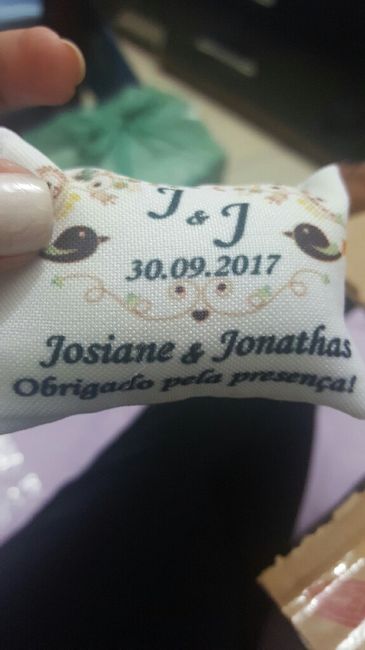 J & J
30.09.2017
Josiane & Jonathas
Obrigado pela presença!